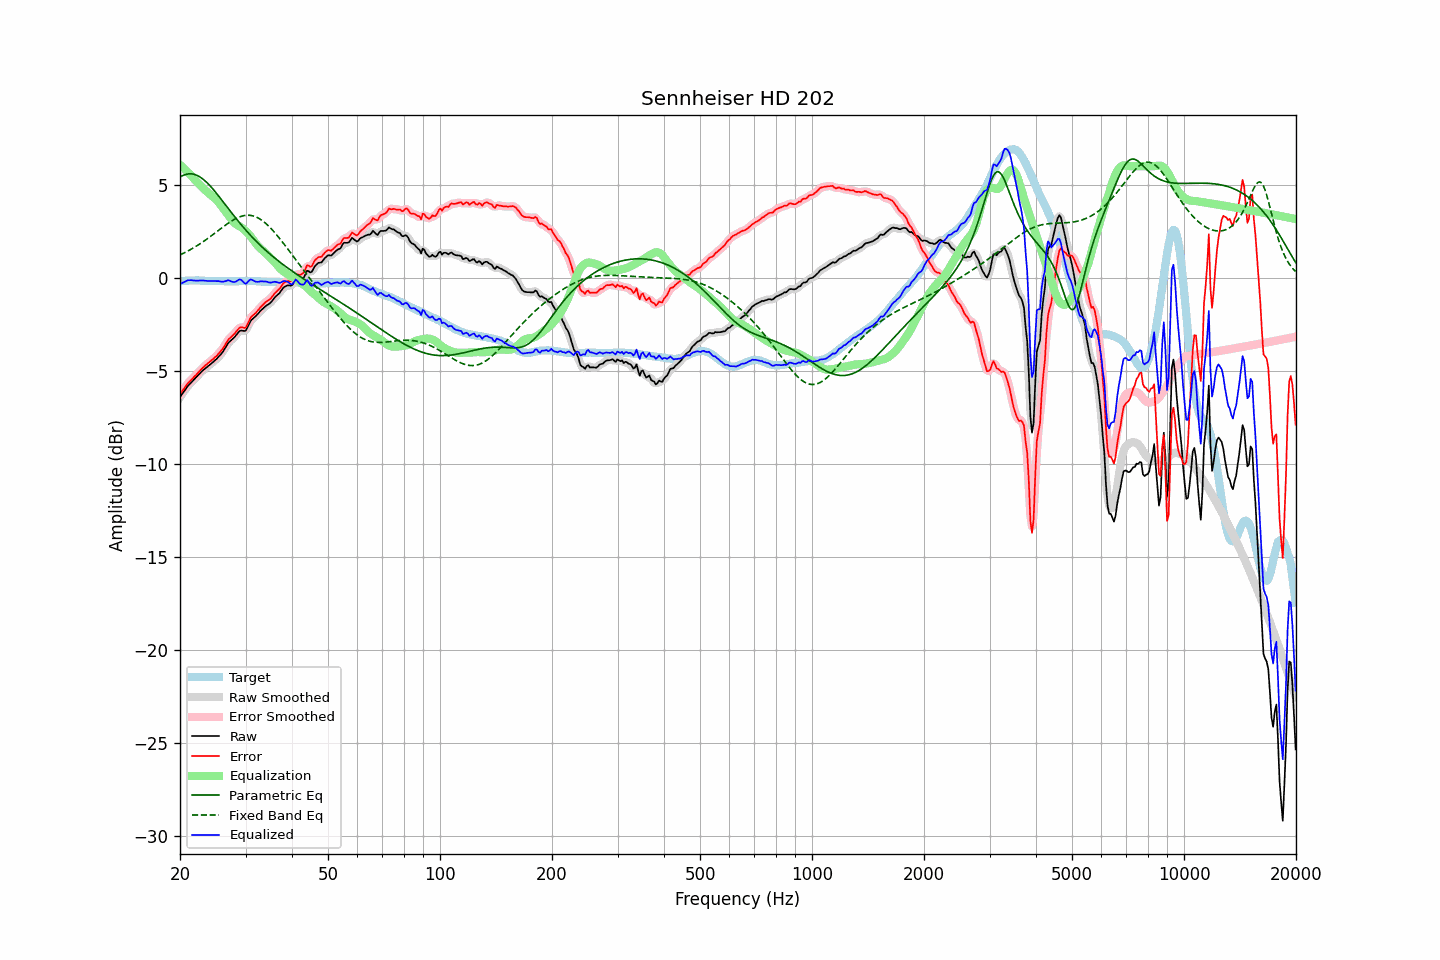 Sennheiser HD 202
Amplitude (dBr)
5
0
−5
−10
−15
−20
−25
−30
Target
Raw Smoothed
Error Smoothed
Raw
Error
Equalization
Parametric Eq
Fixed Band Eq
Equalized
20 50 100 200 500 1000 2000 5000 10000 20000
Frequency (Hz)